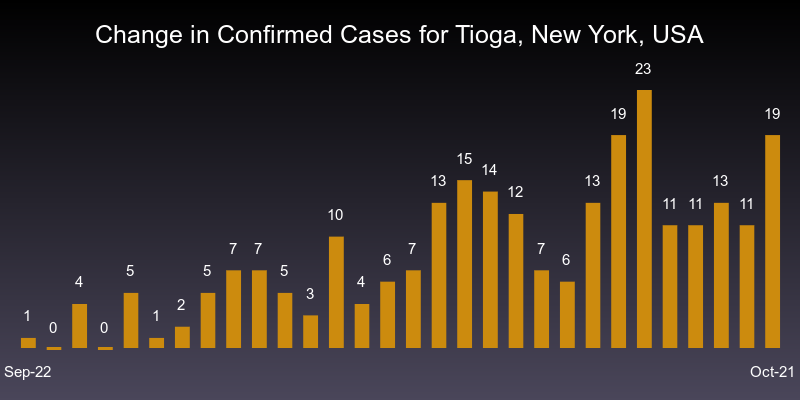 Change in Confirmed Cases for Tioga, New York, USA
1 0 4 0 5 1 2 5 7 7 5 3 10 4 6 7 13 15 14 12 7 6 13 19 23 11 11 13 11 19
Sep-22 Oct-21